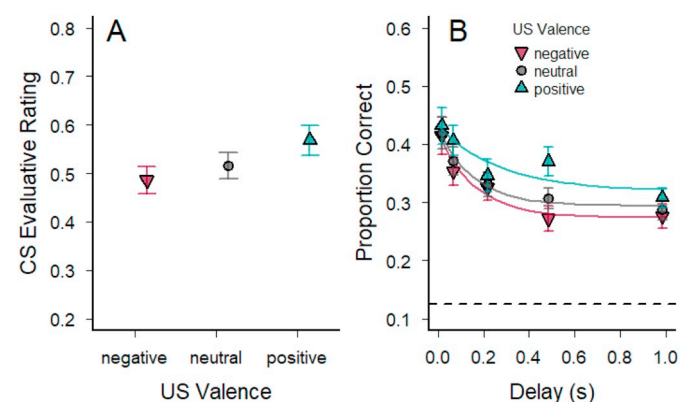 A
CS Evaluative Rating
0.8
0.7
0.6
0.5
0.4
0.3
0.2
negative neutral positive
US Valence
B
US Valence
negative
neutral
positive
Proportion Correct
0.6
0.5
0.4
0.3
0.2
0.1
0.0 0.2 0.4 0.6 0.8 1.0
Delay (s)